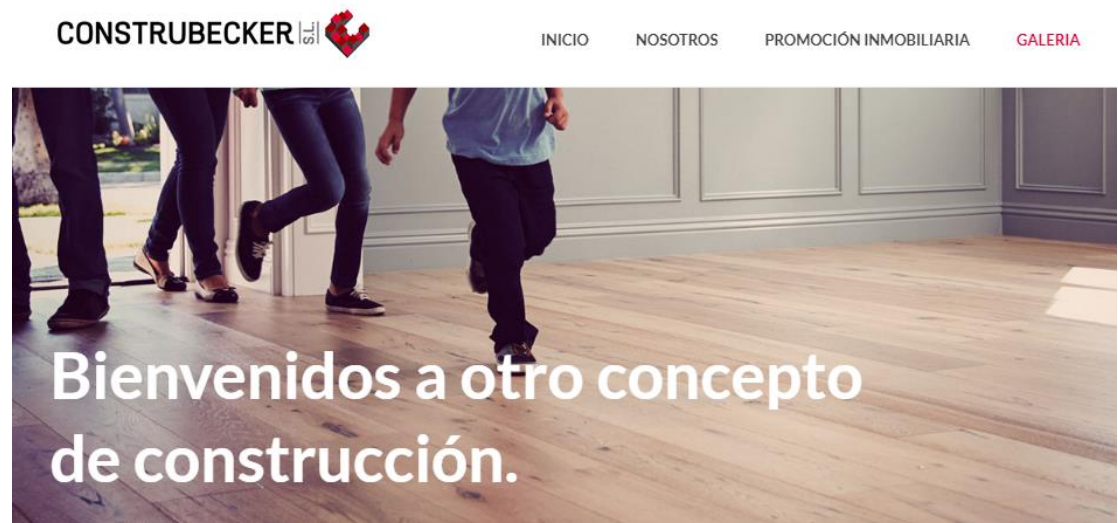 CONSTRUBECKER S.L.
INICIO NOSOTROS PROMOCIÓN INMOBILIARIA GALERIA
Bienvenidos a otro concepto
de construcción.